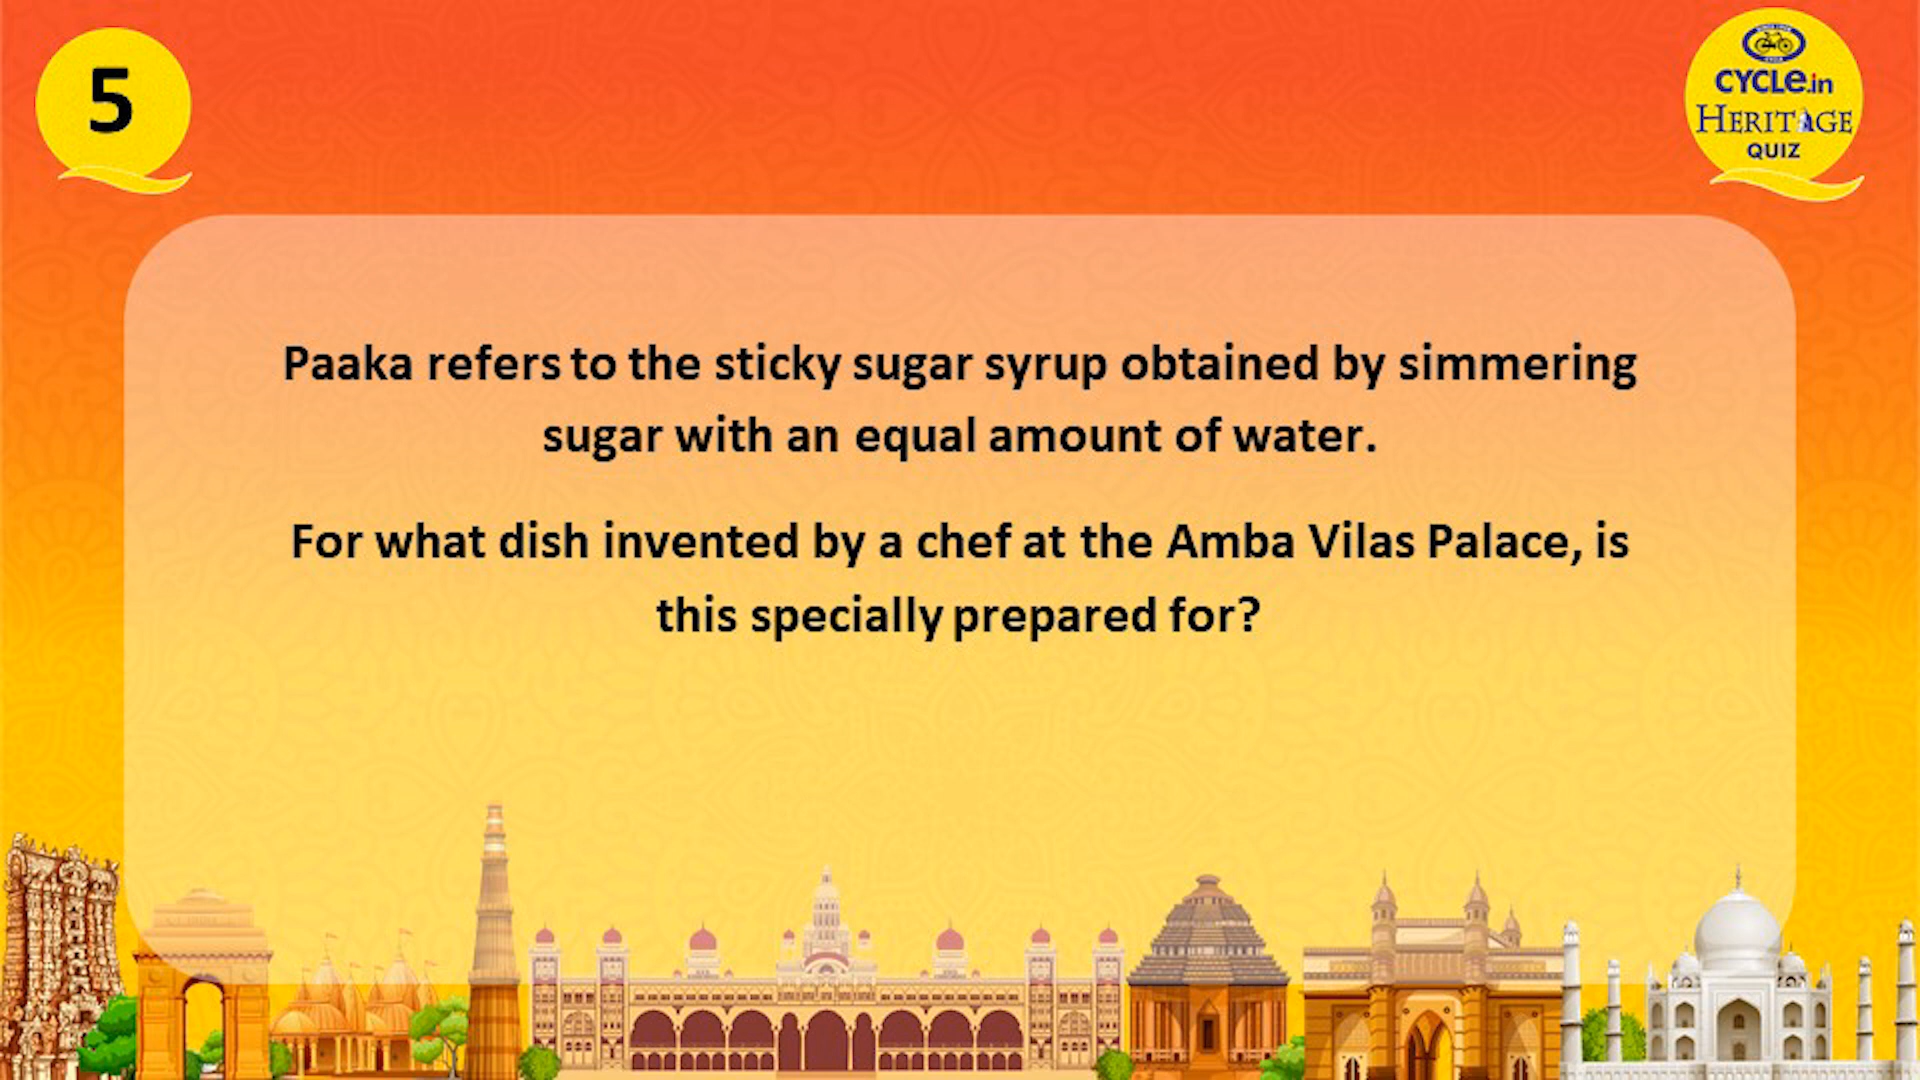 5
CYCLE.in
HERITAGE
QUIZ
Paaka refers to the sticky sugar syrup obtained by simmering
sugar with an equal amount of water.
For what dish invented by a chef at the Amba Vilas Palace, is
this specially prepared for?